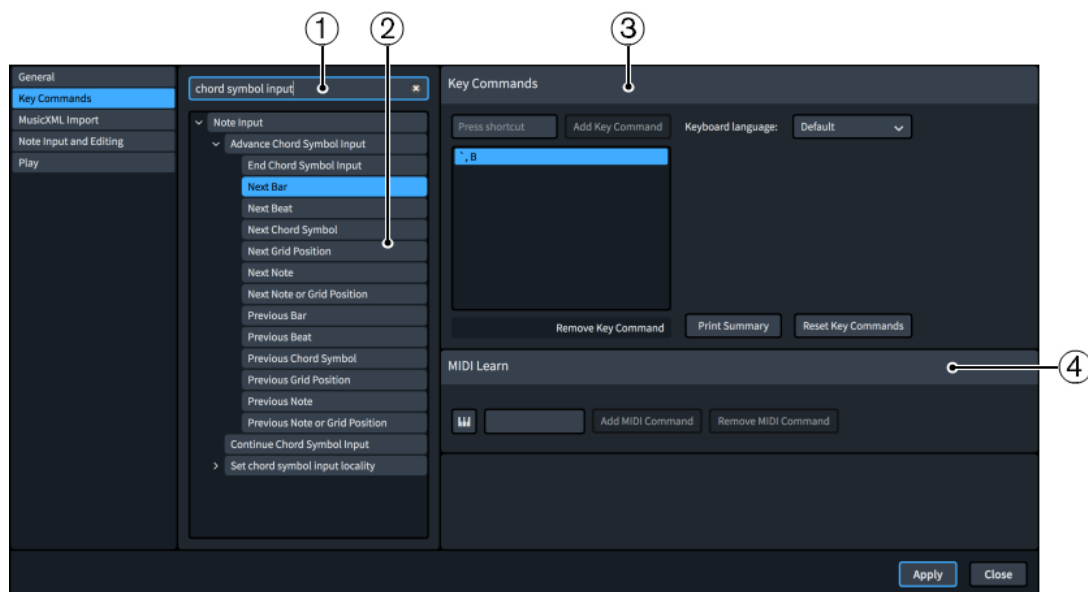 ① ② ③
General
Key Commands
MusicXML Import
Note Input and Editing
Play
chord symbol input
Note Input
Advance Chord Symbol Input
End Chord Symbol Input
Next Bar
Next Beat
Next Chord Symbol
Next Grid Position
Next Note
Next Note or Grid Position
Previous Bar
Previous Beat
Previous Chord Symbol
Previous Grid Position
Previous Note
Previous Note or Grid Position
Continue Chord Symbol Input
Set chord symbol input locality
Key Commands
Press shortcut Add Key Command Keyboard language: Default
`, B
Remove Key Command Print Summary Reset Key Commands
MIDI Learn
④
Add MIDI Command Remove MIDI Command
Apply Close